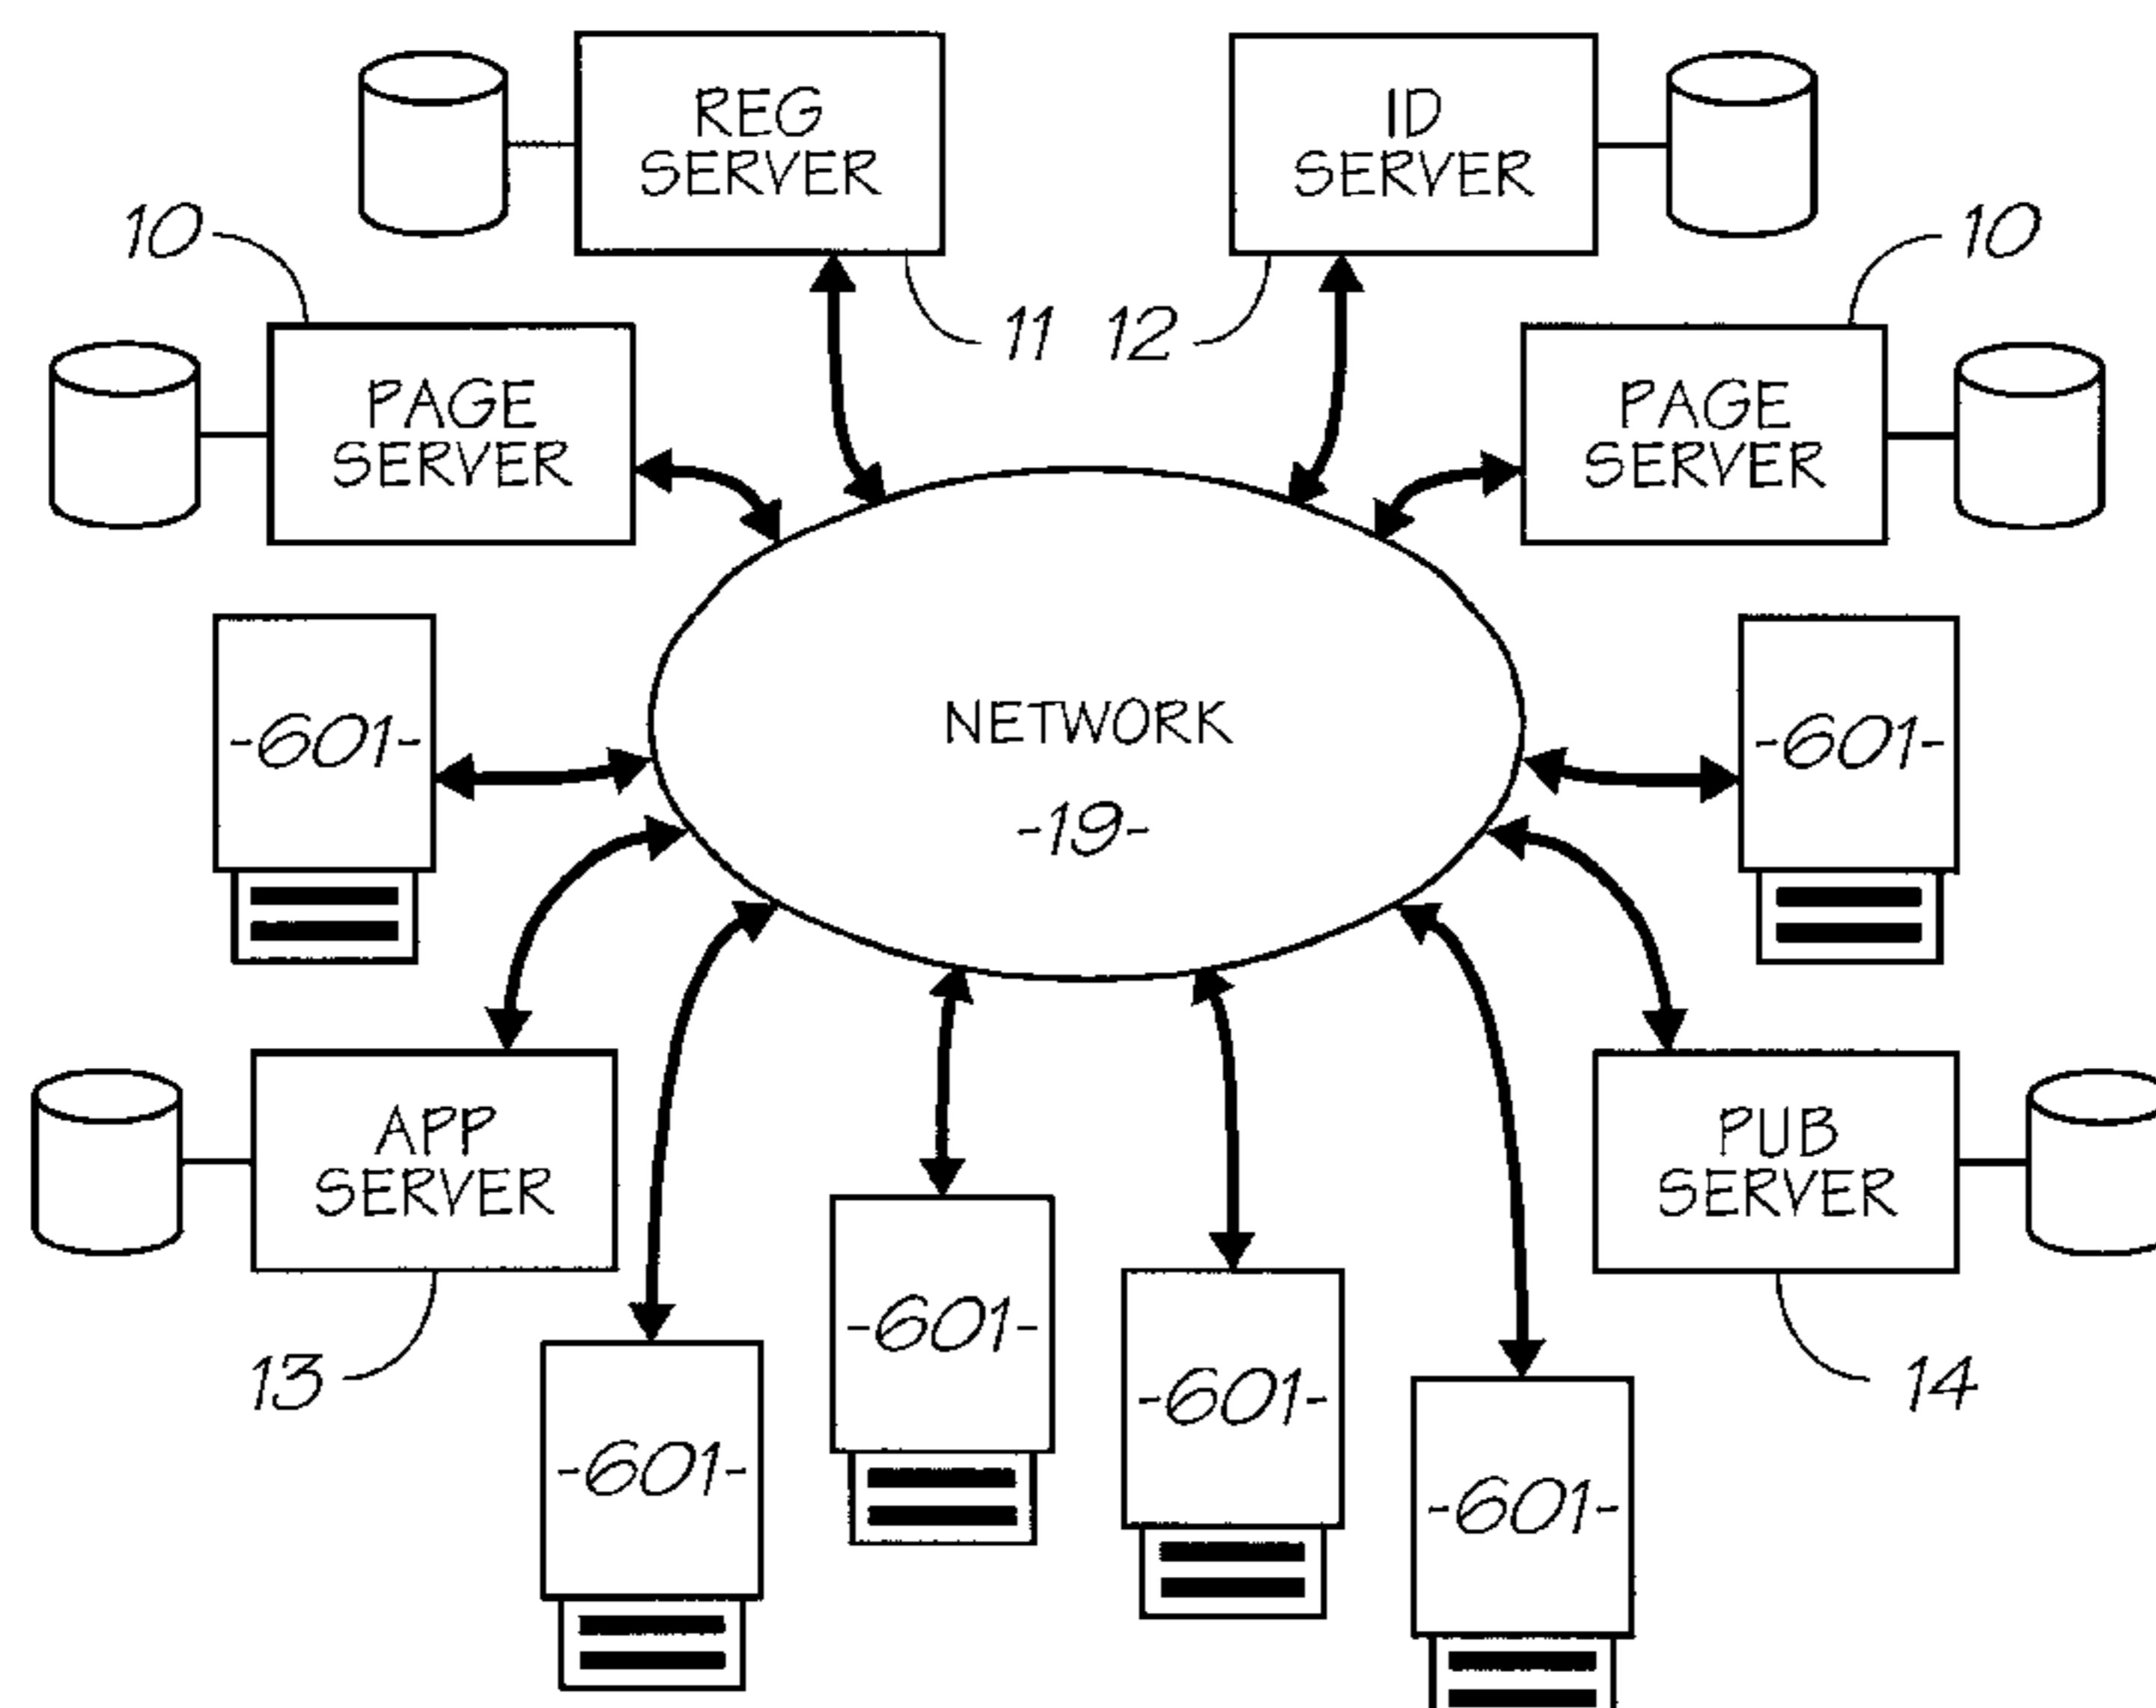 REG
SERVER
ID
SERVER
10
10
11
12
PAGE
SERVER
PAGE
SERVER
-601-
NETWORK
-19-
-601-
APP
SERVER
PUB
SERVER
-601-
-601-
13
14
-601-
-601-